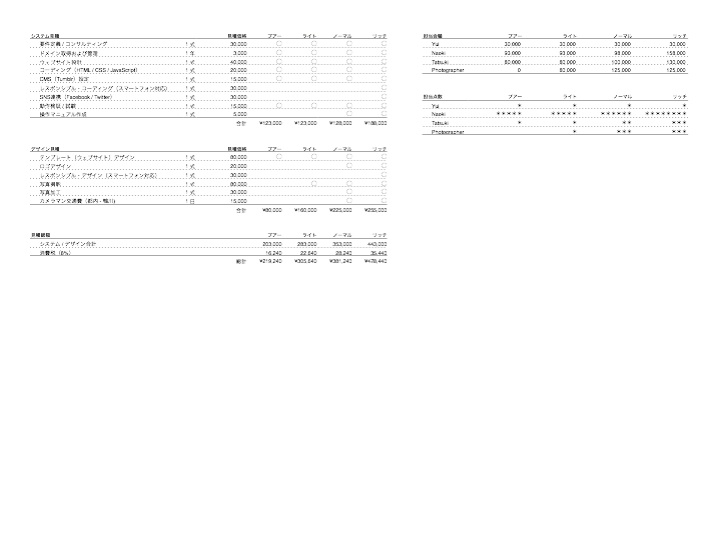 システム見積 見積価格 プアー ライト ノーマル リッチ
要件定義 / コンサルティング 1 式 30,000 ◯ ◯ ◯ ◯
ドメイン取得および管理 1 年 3,000 ◯ ◯ ◯ ◯
ウェブサイト設計 1 式 40,000 ◯ ◯ ◯ ◯
コーディング（HTML / CSS / JavaScript） 1 式 20,000 ◯ ◯ ◯ ◯
CMS（Tumblr）設定 1 式 15,000 ◯ ◯ ◯ ◯
レスポンシブル・コーディング（スマートフォン対応） 1 式 30,000 ◯
SNS連携（Facebook / Twitter） 1 式 30,000 ◯
動作検収 / 試験 1 式 15,000 ◯ ◯ ◯ ◯
操作マニュアル作成 1 式 5,000 ◯ ◯
合計 ¥123,000 ¥123,000 ¥128,000 ¥188,000
デザイン見積 見積価格 プアー ライト ノーマル リッチ
テンプレート（ウェブサイト）デザイン 1 式 80,000 ◯ ◯ ◯ ◯
ロゴデザイン 1 式 20,000 ◯ ◯
レスポンシブル・デザイン（スマートフォン対応） 1 式 30,000 ◯
写真撮影 1 式 80,000 ◯ ◯ ◯
写真加工 1 式 30,000 ◯ ◯
カメラマン交通費（都内・鴨川） 1 日 15,000 ◯ ◯
合計 ¥80,000 ¥160,000 ¥225,000 ¥255,000
見積総額 プアー ライト ノーマル リッチ
システム / デザイン合計 203,000 283,000 353,000 443,000
消費税（8%） 16,240 22,640 28,240 35,440
総計 ¥219,240 ¥305,640 ¥381,240 ¥478,440
担当金額 プアー ライト ノーマル リッチ
Yui 30,000 30,000 30,000 30,000
Naoki 93,000 93,000 98,000 158,000
80,000 80,000 100,000 130,000
Photographer 0 80,000 125,000 125,000
担当点数 プアー ライト ノーマル リッチ
Yui * * * *
Naoki ***** ***** ****** ********
* * ** ***
Photographer * *** ***